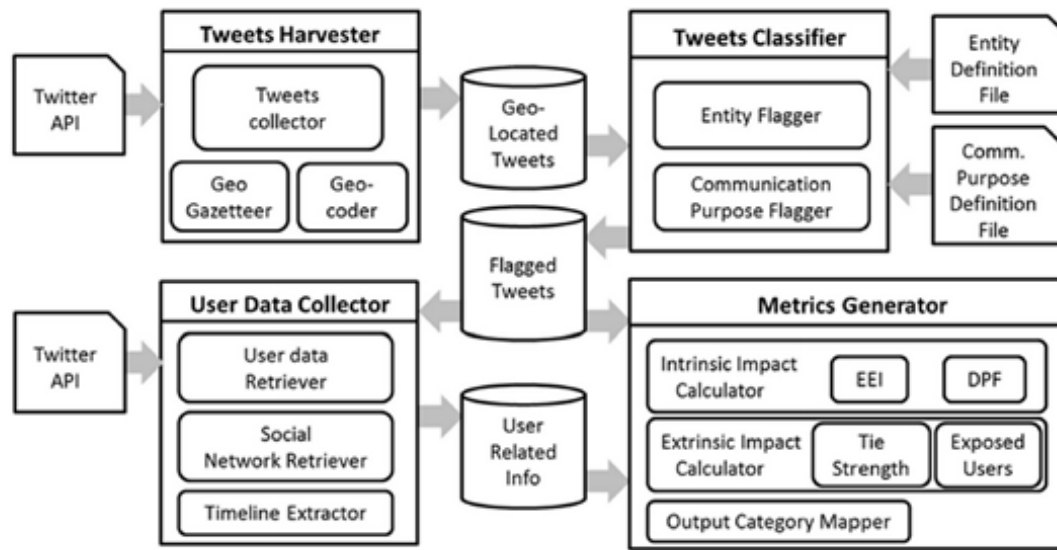 Twitter
API
Tweets Harvester
Tweets
collector
Geo
Gazetteer
Geo-
coder
Geo-
Located
Tweets
Tweets Classifier
Entity Flagger
Communication
Purpose Flagger
Entity
Definition
File
Comm.
Purpose
Definition
File
Flagged
Tweets
Twitter
API
User Data Collector
User data
Retriever
Social
Network Retriever
Timeline Extractor
User
Related
Info
Metrics Generator
Intrinsic Impact
Calculator
EEI
DPF
Extrinsic Impact
Calculator
Tie
Strength
Exposed
Users
Output Category Mapper